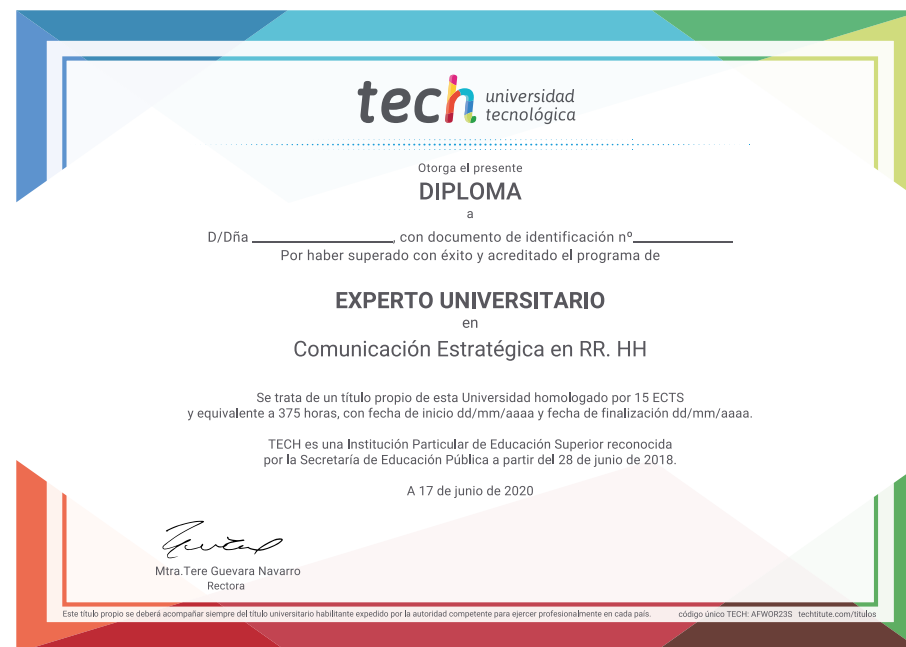 tech universidad
tecnológica
Otorga el presente
DIPLOMA
a
D/Dña ____________________, con documento de identificación nº______________
Por haber superado con éxito y acreditado el programa de
EXPERTO UNIVERSITARIO
en
Comunicación Estratégica en RR. HH
Se trata de un título propio de esta Universidad homologado por 15 ECTS
y equivalente a 375 horas, con fecha de inicio dd/mm/aaaa y fecha de finalización dd/mm/aaaa.
TECH es una Institución Particular de Educación Superior reconocida
por la Secretaría de Educación Pública a partir del 28 de junio de 2018.
A 17 de junio de 2020
Mtra.Tere Guevara Navarro
Rectora
Este título propio se deberá acompañar siempre del título universitario habilitante expedido por la autoridad competente para ejercer profesionalmente en cada país. código único TECH: AFWOR23S techtitute.com/titulos